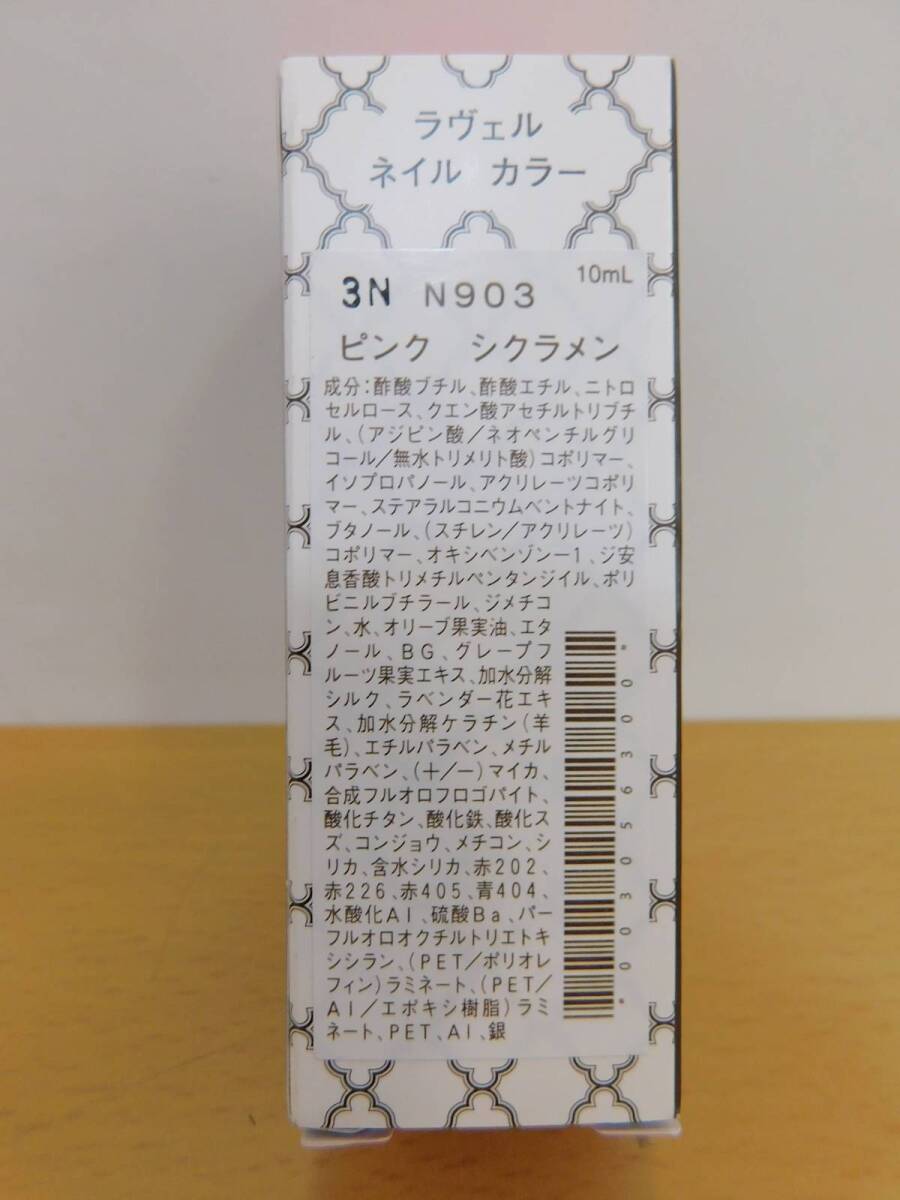 ラヴェル
ネイル カラー
10mL
3N N903
ピンク シクラメン
成分:酢酸ブチル、酢酸エチル、ニトロ
セルロース、クエン酸アセチルトリブチ
ル、(アジピン酸/ネオペンチルグリ
コール/無水トリメリト酸)コポリマー、
イソプロパノール、アクリレーツコポリ
マー、ステアラルコニウムベントナイト、
ブタノール、(スチレン/アクリレーツ)
コポリマー、オキシベンゾン-1、ジ安
息香酸トリメチルペンタンジイル、ポリ
ビニルブチラール、ジメチコ
ン、水、オリーブ果実油、エタ
ノール、BG、グレープフ
ルーツ果実エキス、加水分解
シルク、ラベンダー花エキ
ス、加水分解ケラチン(羊
毛)、エチルパラベン、メチル
パラベン、(+/-)マイカ、
合成フルオロフロゴパイト、
酸化チタン、酸化鉄、酸化ス
ズ、コンジョウ、メチコン、シ
リカ、含水シリカ、赤202、
赤226、赤405、青404、
水酸化Al、硫酸Ba、パー
フルオロオクチルトリエトキ
シシラン、(PET/ポリオレ
フィン)ラミネート、(PET/
Al/エポキシ樹脂)ラミ
ネート、PET、Al、銀
*003056300*